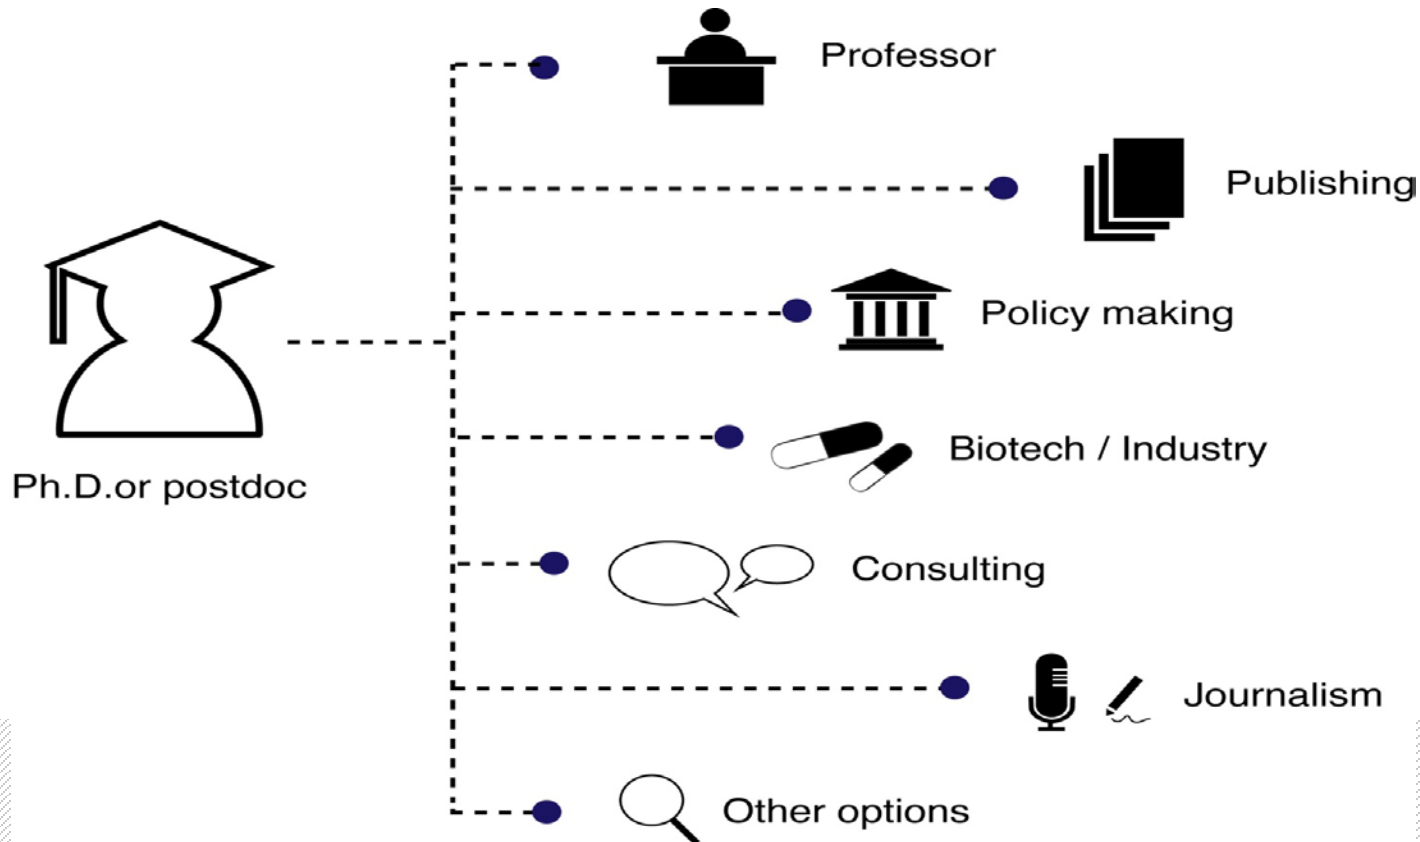 Professor
Publishing
Policy making
Ph.D.or postdoc
Biotech / Industry
Consulting
Journalism
Other options